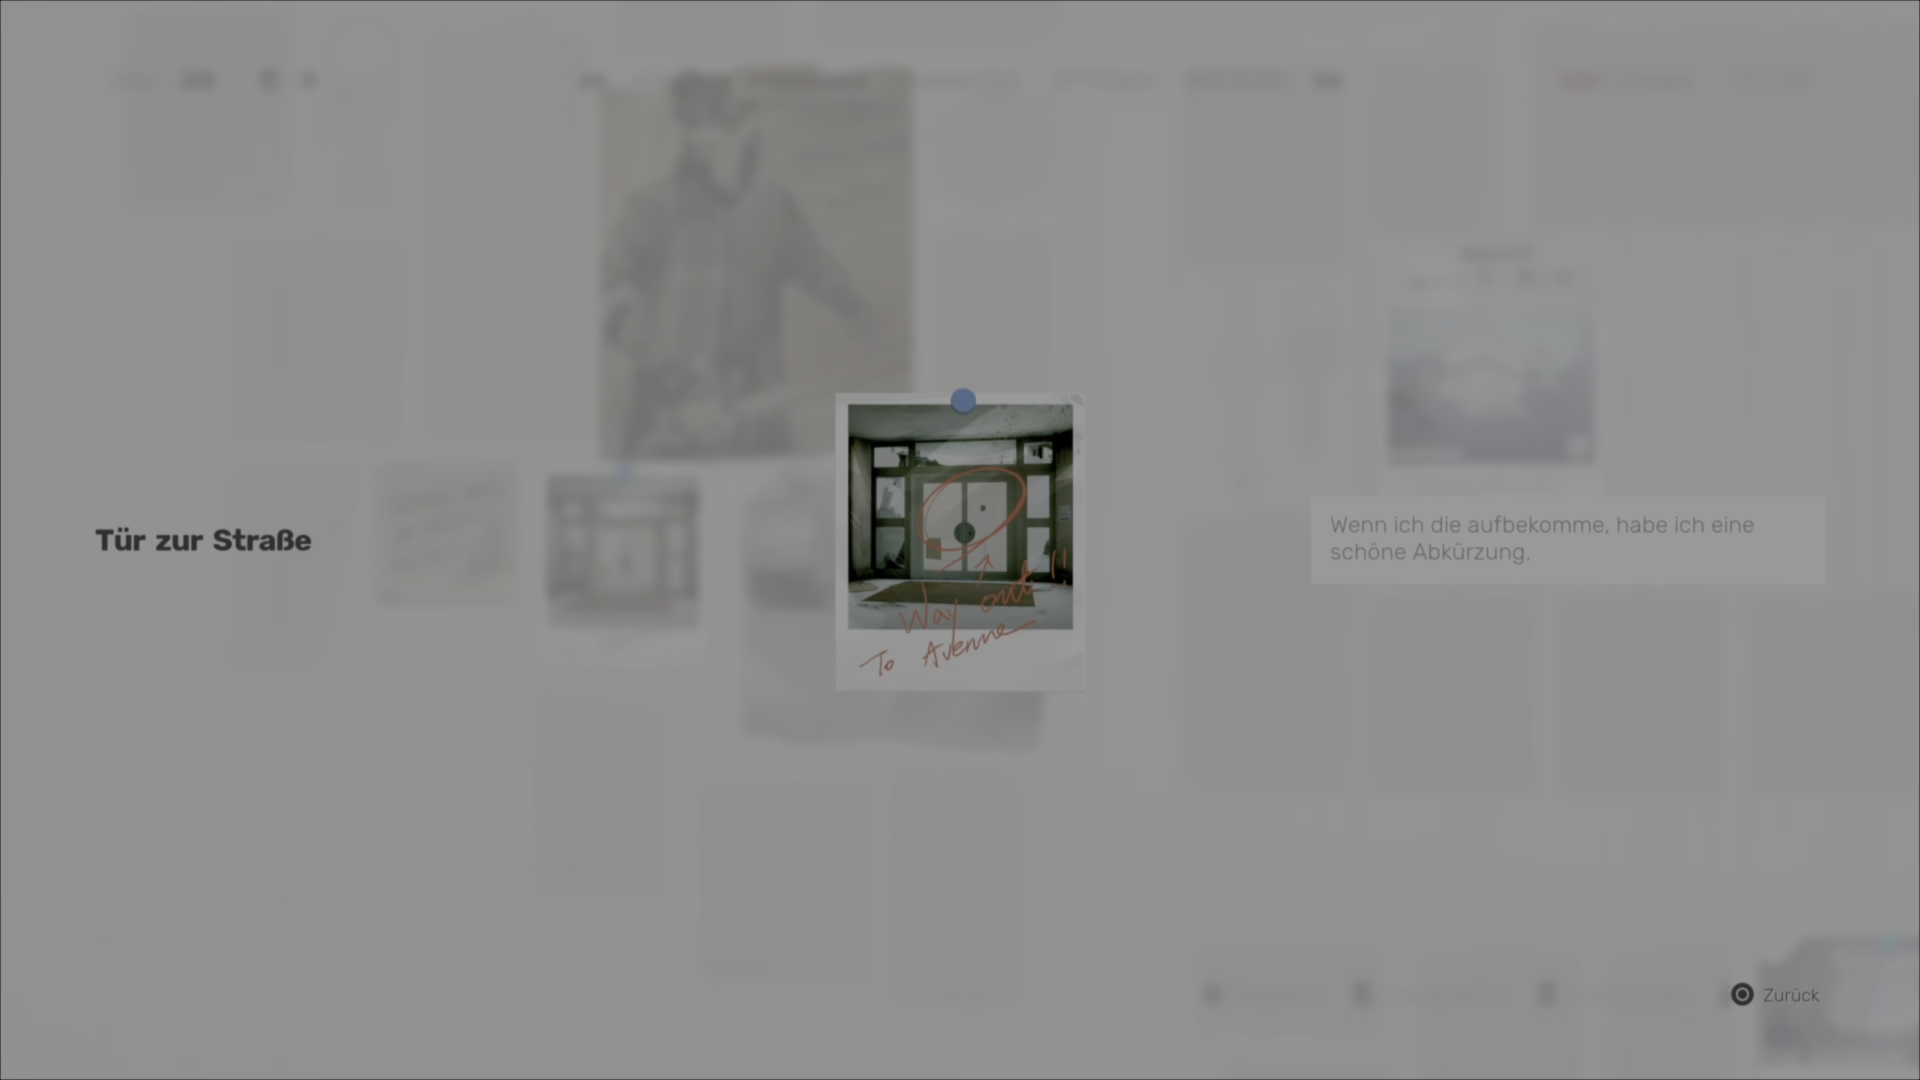 Tür zur Straße
Way out!!
To Avenue
Wenn ich die aufbekomme, habe ich eine
schöne Abkürzung.
Zurück